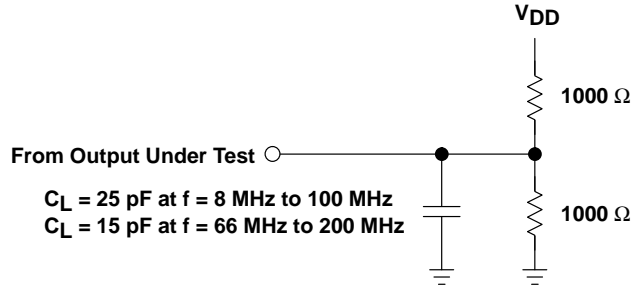 VDD
1000 Ω
From Output Under Test
CL = 25 pF at f = 8 MHz to 100 MHz
CL = 15 pF at f = 66 MHz to 200 MHz
1000 Ω